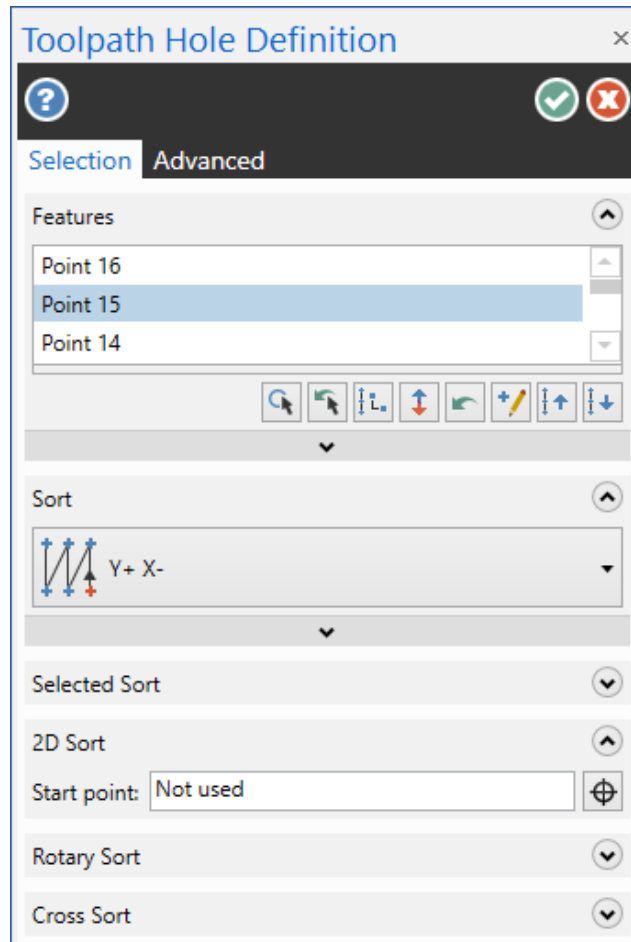 Toolpath Hole Definition
Selection Advanced
Features
Point 16
Point 15
Point 14
Sort
Y+ X-
Selected Sort
2D Sort
Start point: Not used
Rotary Sort
Cross Sort